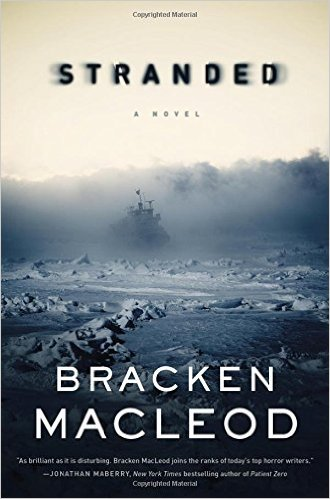 Copyrighted Material
STRANDED
A NOVEL
BRACKEN
MACLEOD
"As brilliant as it is disturbing. Bracken MacLeod joins the ranks of today's top horror writers."
—JONATHAN MABERRY, New York Times bestselling author of Patient Zero
Copyrighted Material